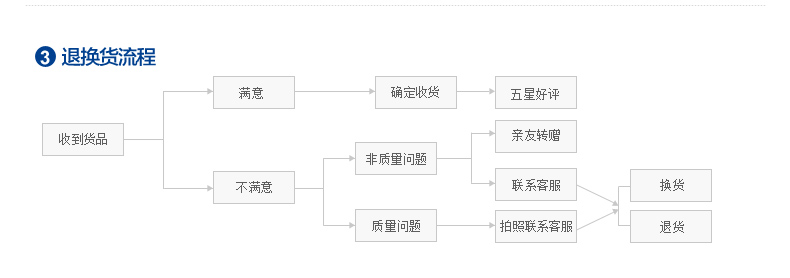 3 退换货流程
满意
确定收货
五星好评
收到货品
亲友转赠
非质量问题
不满意
联系客服
换货
质量问题
拍照联系客服
退货